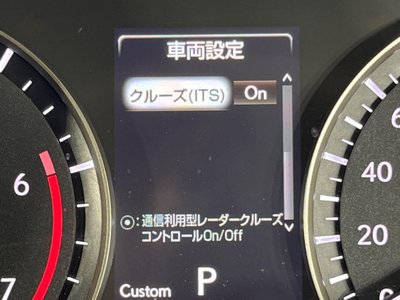 車両設定
クルーズ(ITS) On
⦿:通信利用型レーダークルーズ
コントロールOn/Off
Custom P
6
7
60
40
20